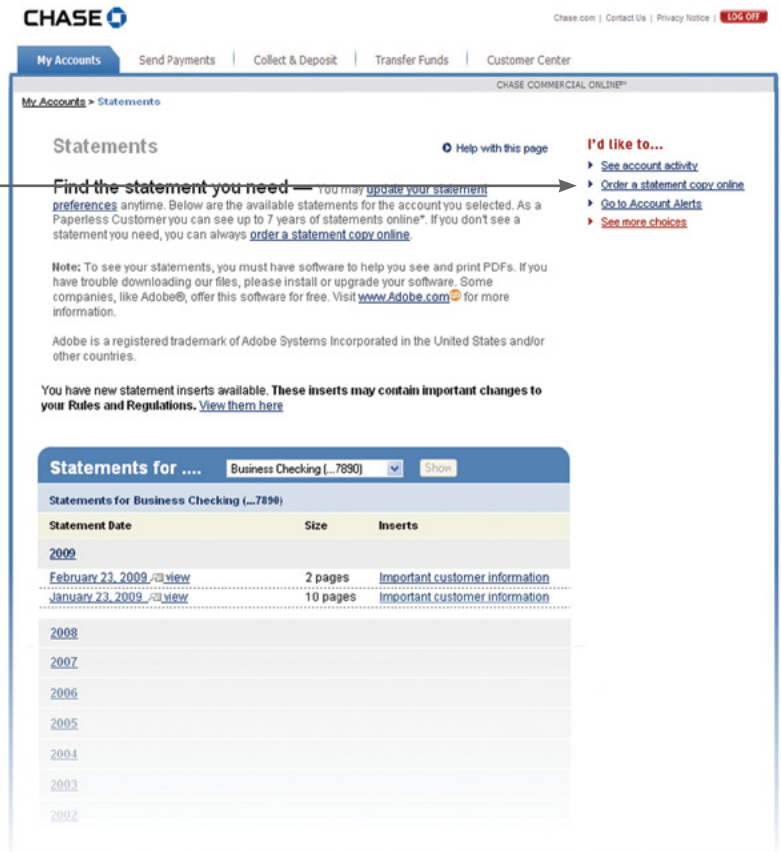 CHASE
Chase.com | Contact Us | Privacy Notice | LOG OFF
My Accounts Send Payments Collect & Deposit Transfer Funds Customer Center
CHASE COMMERCIAL ONLINE℠
My Accounts > Statements
Statements
Help with this page
Find the statement you need — You may update your statement
preferences anytime. Below are the available statements for the account you selected. As a
Paperless Customer you can see up to 7 years of statements online*. If you don't see a
statement you need, you can always order a statement copy online.
Note: To see your statements, you must have software to help you see and print PDFs. If you
have trouble downloading our files, please install or upgrade your software. Some
companies, like Adobe®, offer this software for free. Visit www.Adobe.com for more
information.
Adobe is a registered trademark of Adobe Systems Incorporated in the United States and/or
other countries.
You have new statement inserts available. These inserts may contain important changes to
your Rules and Regulations. View them here
I'd like to...
See account activity
Order a statement copy online
Go to Account Alerts
See more choices
Statements for .... Business Checking (...7890) Show
Statements for Business Checking (...7890)
Statement Date Size Inserts
2009
February 23, 2009 view 2 pages Important customer information
January 23, 2009 view 10 pages Important customer information
2008
2007
2006
2005
2004
2003
2002